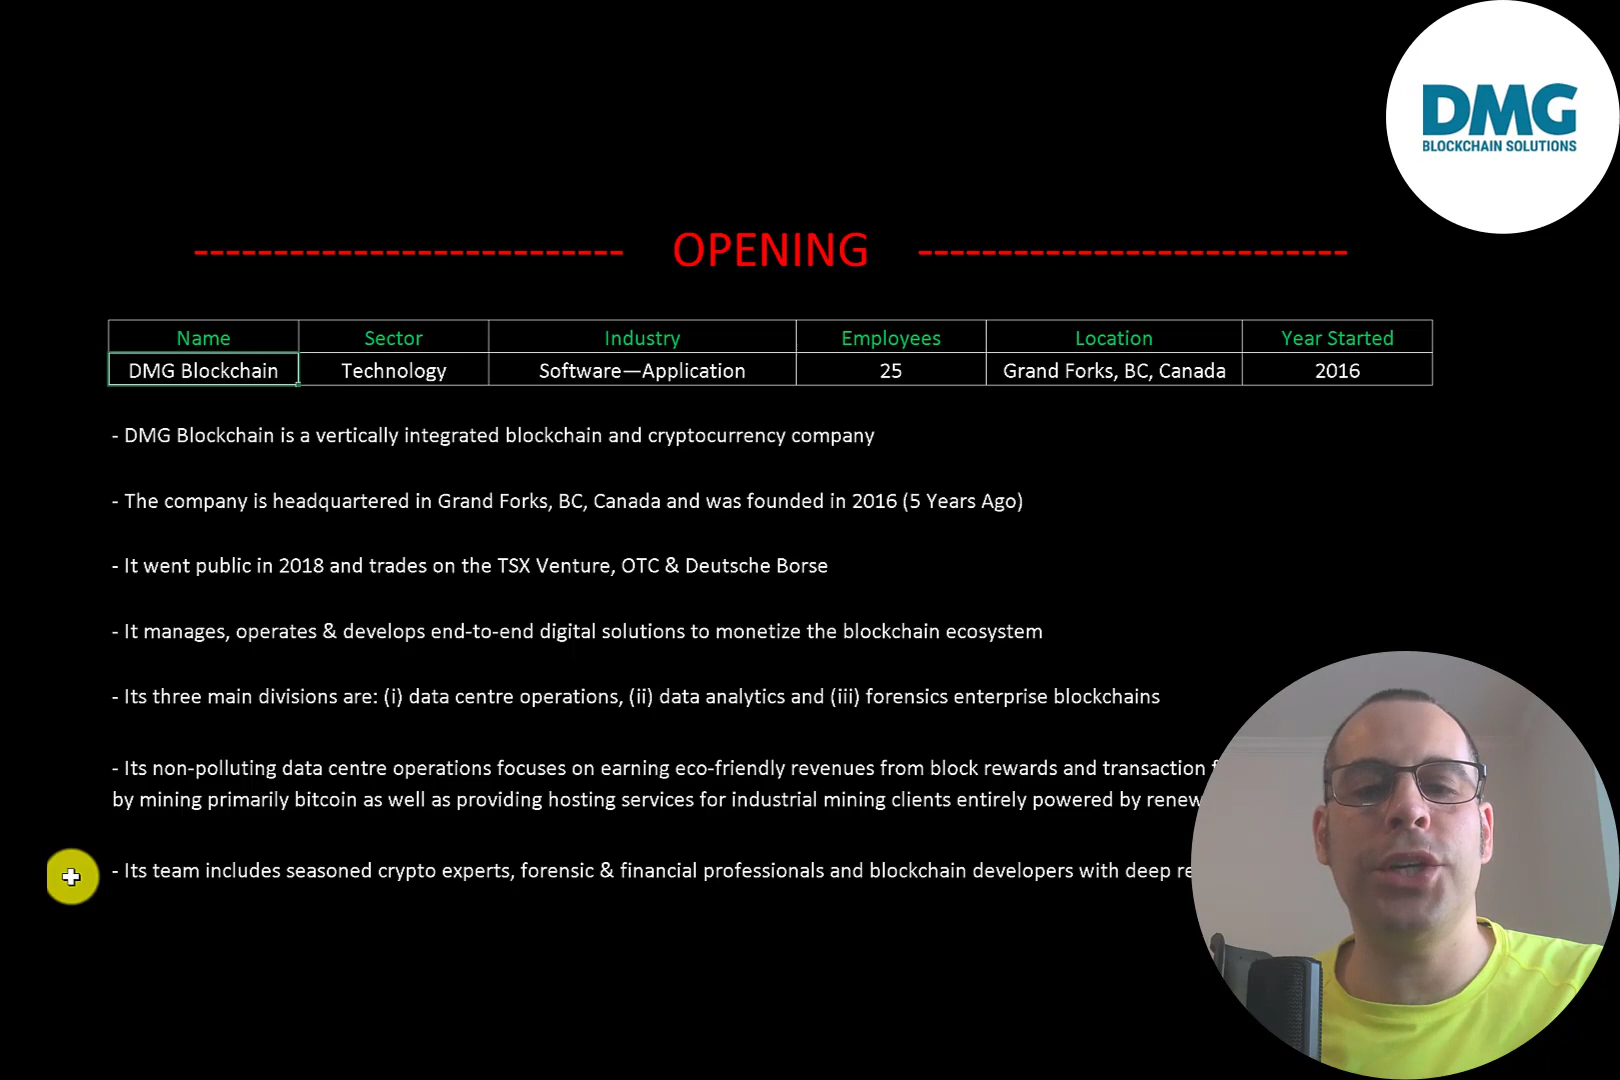 DMG
BLOCKCHAIN SOLUTIONS
--------------------------- OPENING ---------------------------
Name Sector Industry Employees Location Year Started
DMG Blockchain Technology Software—Application 25 Grand Forks, BC, Canada 2016
- DMG Blockchain is a vertically integrated blockchain and cryptocurrency company
- The company is headquartered in Grand Forks, BC, Canada and was founded in 2016 (5 Years Ago)
- It went public in 2018 and trades on the TSX Venture, OTC & Deutsche Borse
- It manages, operates & develops end-to-end digital solutions to monetize the blockchain ecosystem
- Its three main divisions are: (i) data centre operations, (ii) data analytics and (iii) forensics enterprise blockchains
- Its non-polluting data centre operations focuses on earning eco-friendly revenues from block rewards and transaction
by mining primarily bitcoin as well as providing hosting services for industrial mining clients entirely powered by
- Its team includes seasoned crypto experts, forensic & financial professionals and blockchain developers with deep